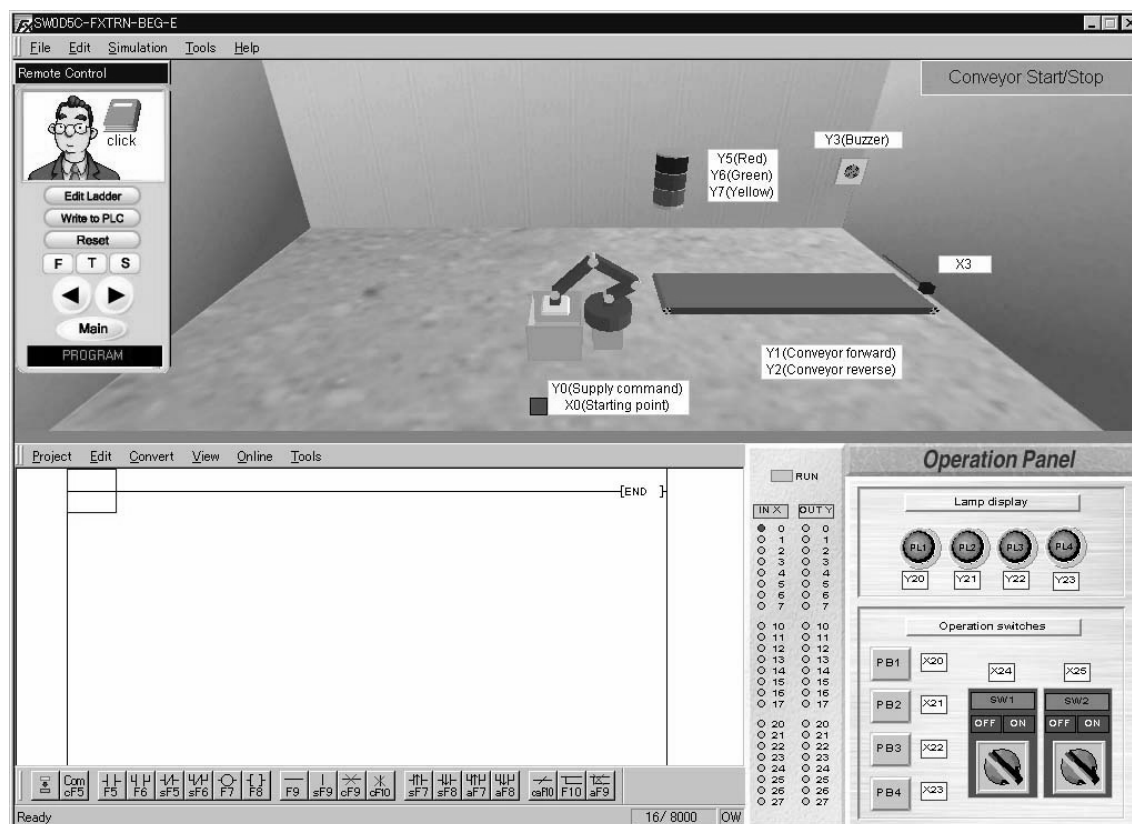 SW0D5C-FXTRN-BEG-E
File Edit Simulation Tools Help
Remote Control
click
Edit Ladder
Write to PLC
Reset
F T S
Main
PROGRAM
Conveyor Start/Stop
Y3(Buzzer)
Y5(Red)
Y6(Green)
Y7(Yellow)
X3
Y1(Conveyor forward)
Y2(Conveyor reverse)
Y0(Supply command)
X0(Starting point)
Project Edit Convert View Online Tools
[END ]
RUN
IN X OUT Y
0 0
1 1
2 2
3 3
4 4
5 5
6 6
7 7
10 10
11 11
12 12
13 13
14 14
15 15
16 16
17 17
20 20
21 21
22 22
23 23
24 24
25 25
26 26
27 27
Operation Panel
Lamp display
PL1 PL2 PL3 PL4
Y20 Y21 Y22 Y23
Operation switches
PB1 X20
PB2 X21
PB3 X22
PB4 X23
X24 X25
SW1 SW2
OFF ON OFF ON
Com
cF5 F5 F6 sF5 sF6 F7 F8 F9 sF9 cF9 cF10 sF7 sF8 aF7 aF8 caF10 F10 aF9
Ready 16/ 8000 OW